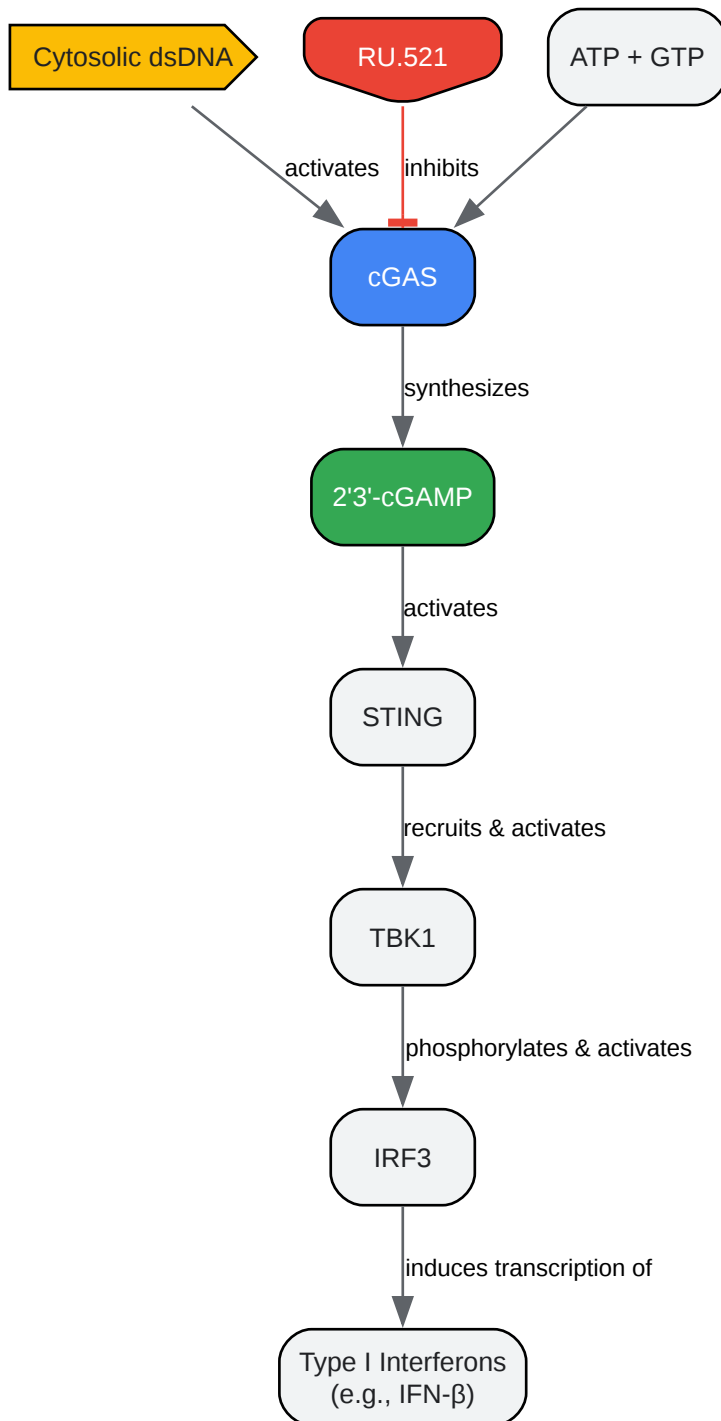 Cytosolic dsDNA
RU.521
ATP + GTP
activates
inhibits
cGAS
synthesizes
2'3'-cGAMP
activates
STING
recruits & activates
TBK1
phosphorylates & activates
IRF3
induces transcription of
Type I Interferons
(e.g., IFN-β)